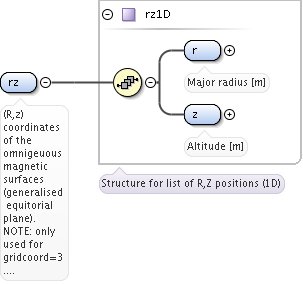 rz1D
r
Major radius [m]
rz
z
Altitude [m]
(R,z)
coordinates
of the
omnigeuous
magnetic
surfaces
(generalised
equitorial
plane).
NOTE: only
used for
gridcoord=3
....
Structure for list of R,Z positions (1D)